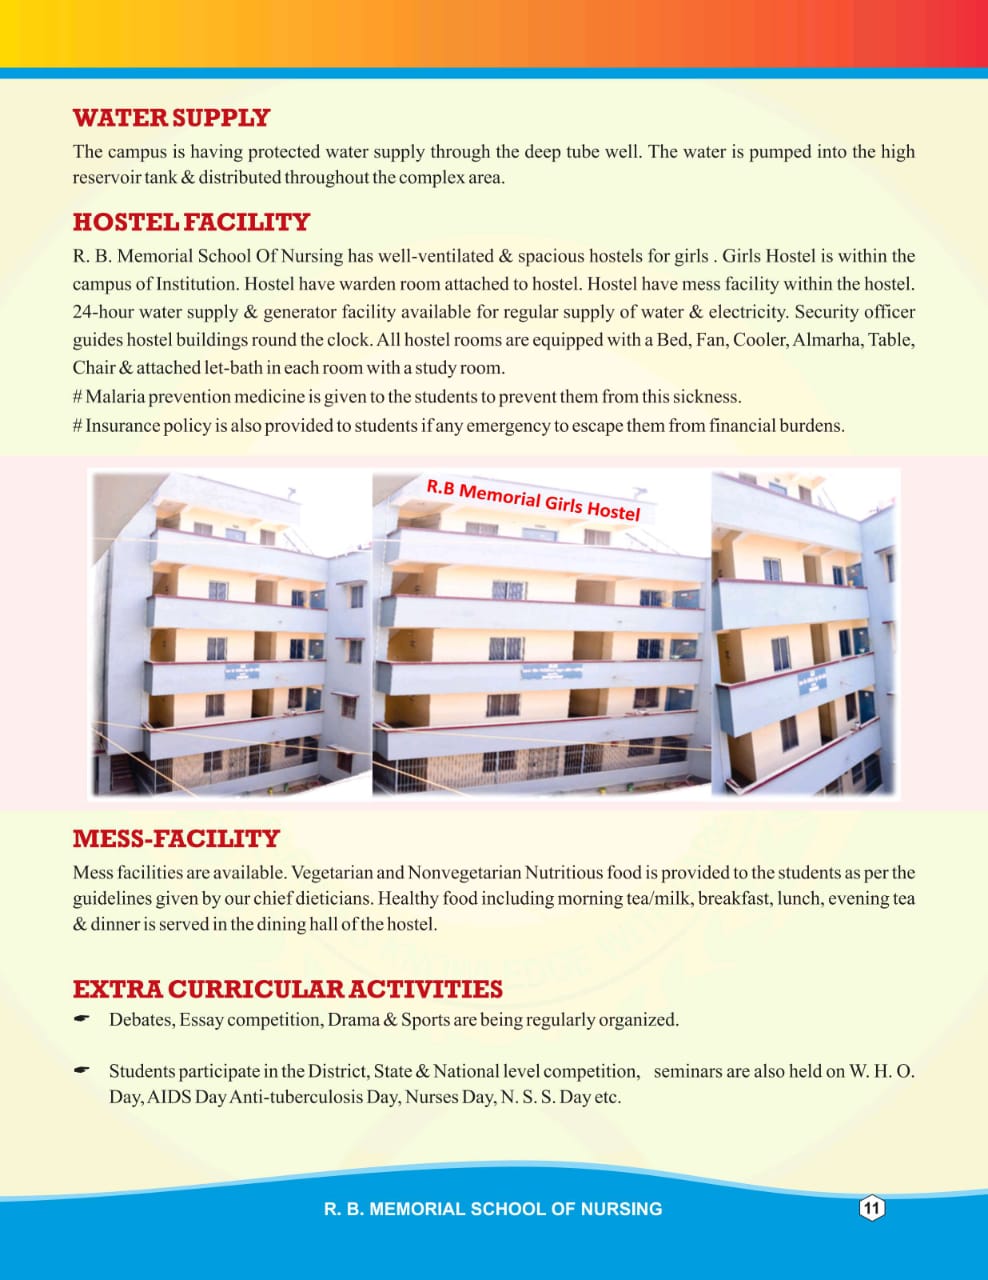 WATER SUPPLY
The campus is having protected water supply through the deep tube well. The water is pumped into the high
reservoir tank & distributed throughout the complex area.
HOSTEL FACILITY
R. B. Memorial School Of Nursing has well-ventilated & spacious hostels for girls . Girls Hostel is within the
campus of Institution. Hostel have warden room attached to hostel. Hostel have mess facility within the hostel.
24-hour water supply & generator facility available for regular supply of water & electricity. Security officer
guides hostel buildings round the clock. All hostel rooms are equipped with a Bed, Fan, Cooler, Almarha, Table,
Chair & attached let-bath in each room with a study room.
# Malaria prevention medicine is given to the students to prevent them from this sickness.
# Insurance policy is also provided to students if any emergency to escape them from financial burdens.
R.B Memorial Girls Hostel
MESS-FACILITY
Mess facilities are available. Vegetarian and Nonvegetarian Nutritious food is provided to the students as per the
guidelines given by our chief dieticians. Healthy food including morning tea/milk, breakfast, lunch, evening tea
& dinner is served in the dining hall of the hostel.
EXTRA CURRICULAR ACTIVITIES
Debates, Essay competition, Drama & Sports are being regularly organized.
Students participate in the District, State & National level competition, seminars are also held on W. H. O.
Day, AIDS Day Anti-tuberculosis Day, Nurses Day, N. S. S. Day etc.
R. B. MEMORIAL SCHOOL OF NURSING
11